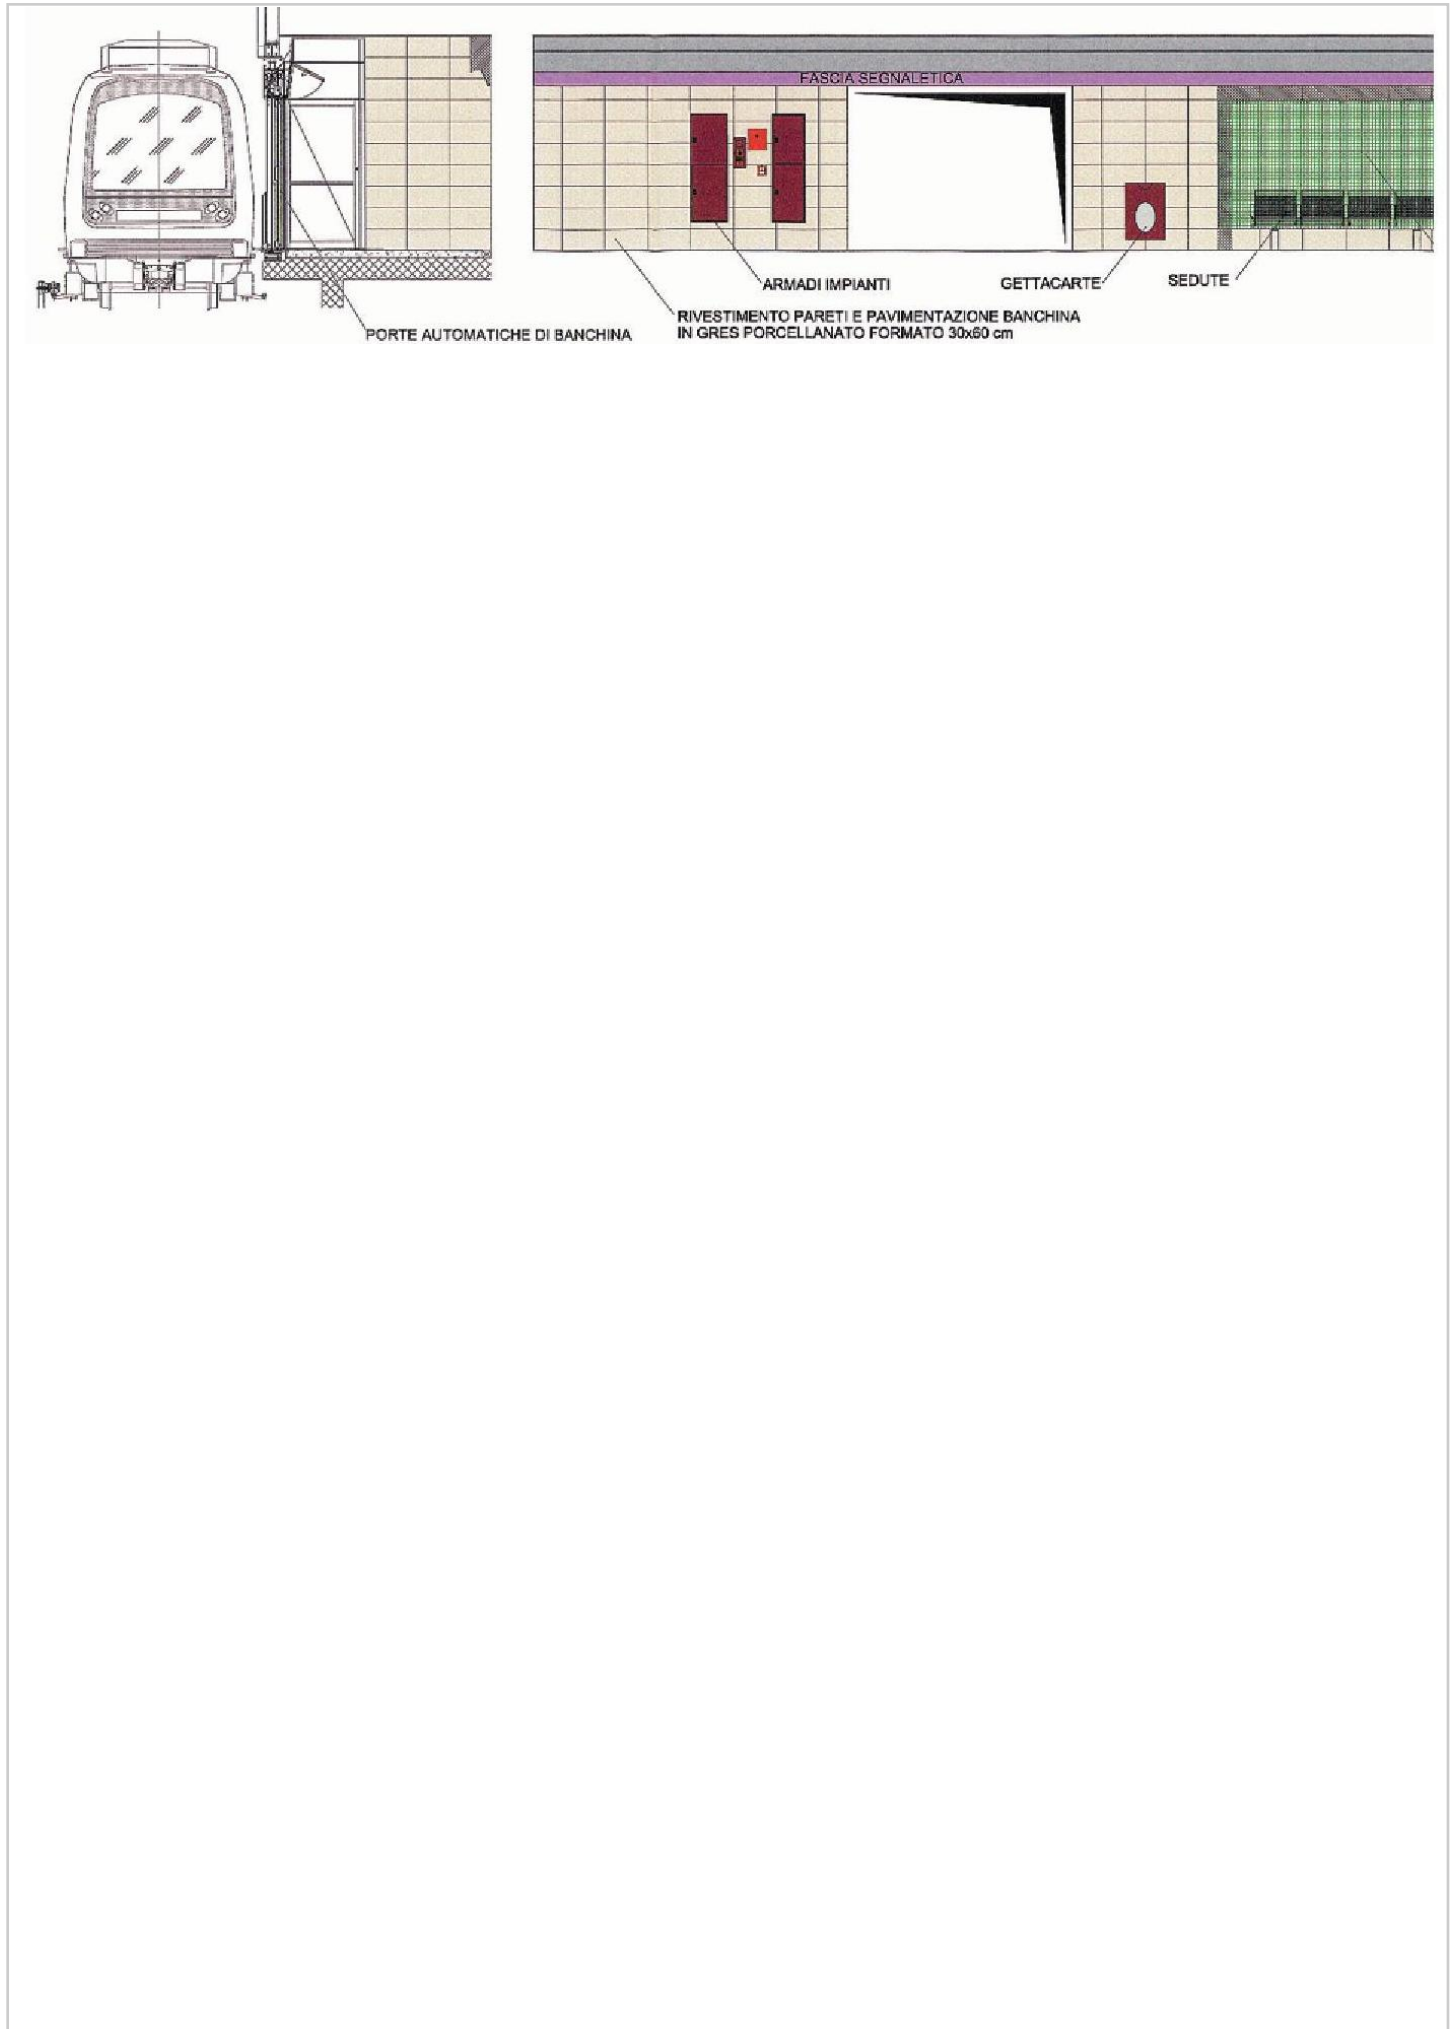 FASCIA SEGNALETICA
ARMADI IMPIANTI
GETTACARTE
SEDUTE
RIVESTIMENTO PARETI E PAVIMENTAZIONE BANCHINA
IN GRES PORCELLANATO FORMATO 30x60 cm
PORTE AUTOMATICHE DI BANCHINA